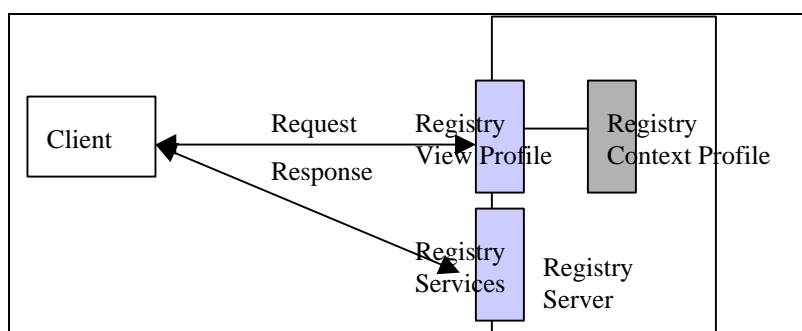 Client
Request
Response
Registry
View Profile
Registry
Context Profile
Registry
Services
Registry
Server